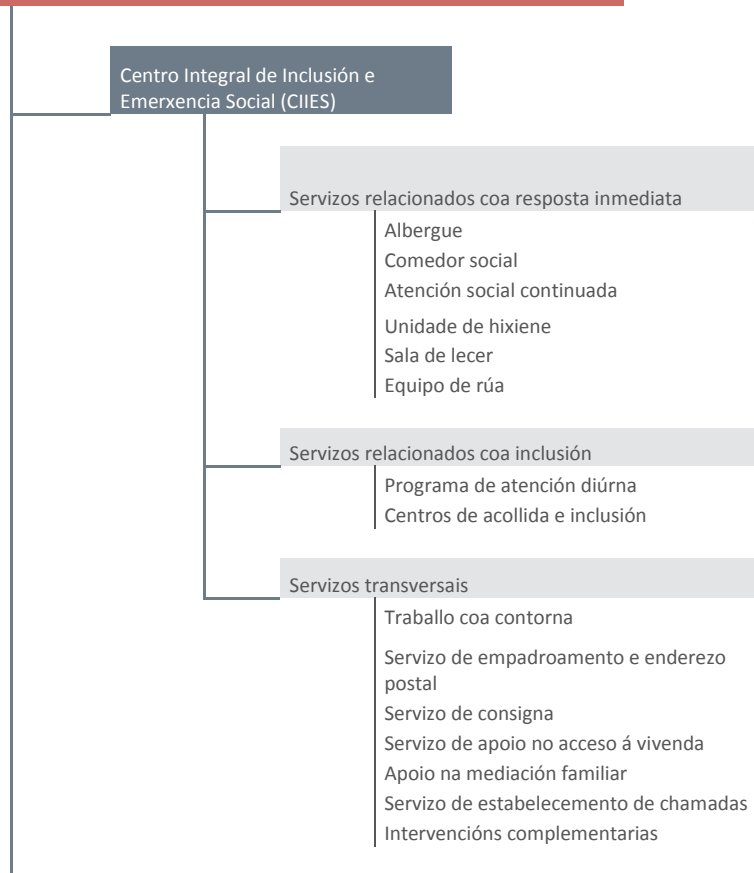 Centro Integral de Inclusión e
Emerxencia Social (CIIES)
Servizos relacionados coa resposta inmediata
Albergue
Comedor social
Atención social continuada
Unidade de hixiene
Sala de lecer
Equipo de rúa
Servizos relacionados coa inclusión
Programa de atención diúrna
Centros de acollida e inclusión
Servizos transversais
Traballo coa contorna
Servizo de empadroamento e enderezo
postal
Servizo de consigna
Servizo de apoio no acceso á vivenda
Apoio na mediación familiar
Servizo de estabelecemento de chamadas
Intervencións complementarias